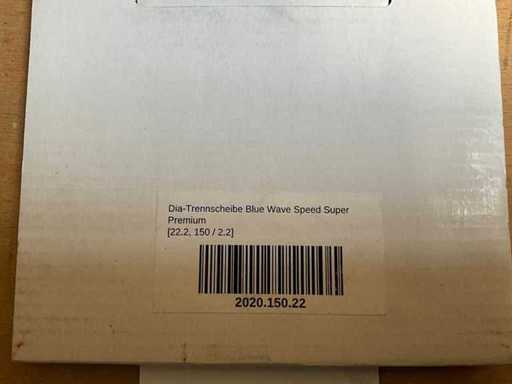 Dia-Trennscheibe Blue Wave Speed Super
Premium
[22.2, 150 / 2.2]
2020.150.22